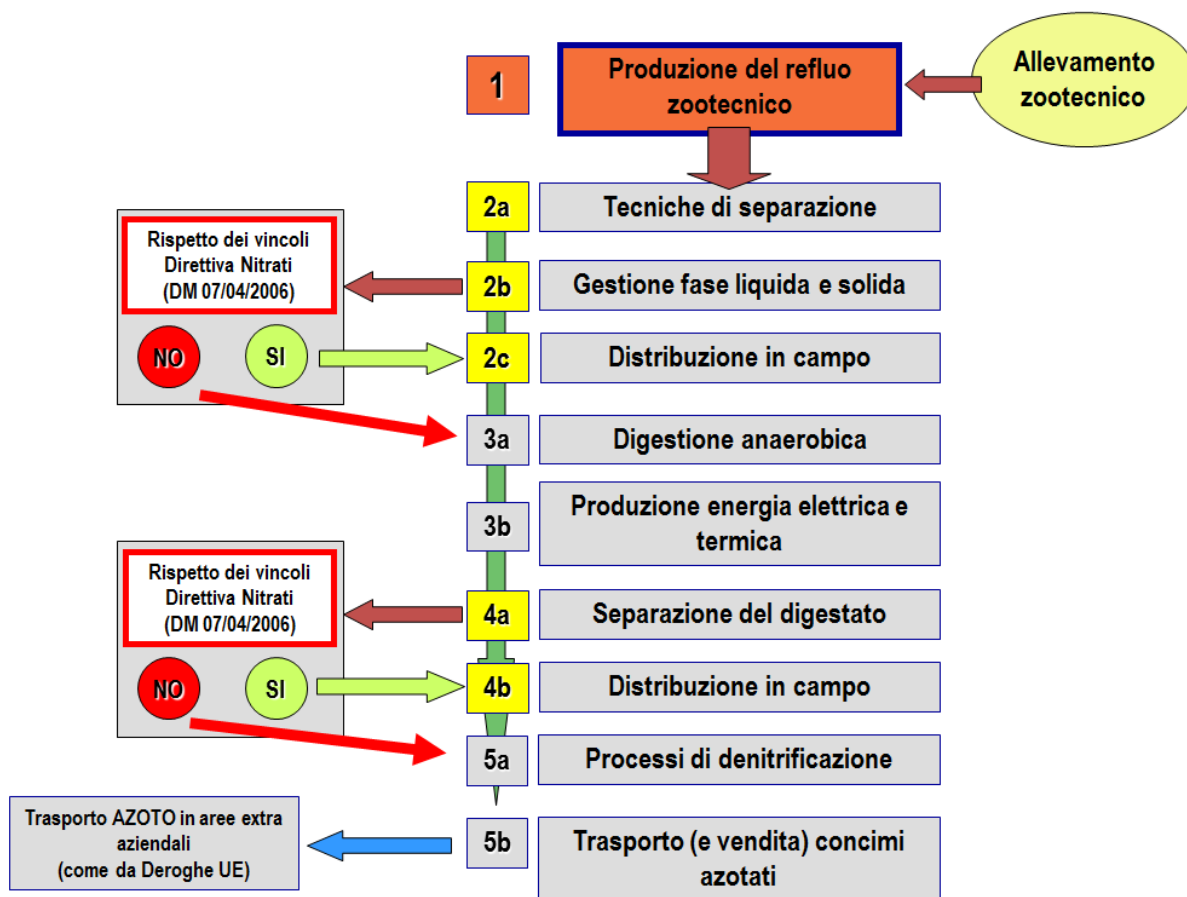 1
Produzione del refluo
zootecnico
Allevamento
zootecnico
2a
Tecniche di separazione
Rispetto dei vincoli
Direttiva Nitrati
(DM 07/04/2006)
NO
SI
2b
Gestione fase liquida e solida
2c
Distribuzione in campo
3a
Digestione anaerobica
3b
Produzione energia elettrica e
termica
Rispetto dei vincoli
Direttiva Nitrati
(DM 07/04/2006)
NO
SI
4a
Separazione del digestato
4b
Distribuzione in campo
5a
Processi di denitrificazione
Trasporto AZOTO in aree extra
aziendali
(come da Deroghe UE)
5b
Trasporto (e vendita) concimi
azotati